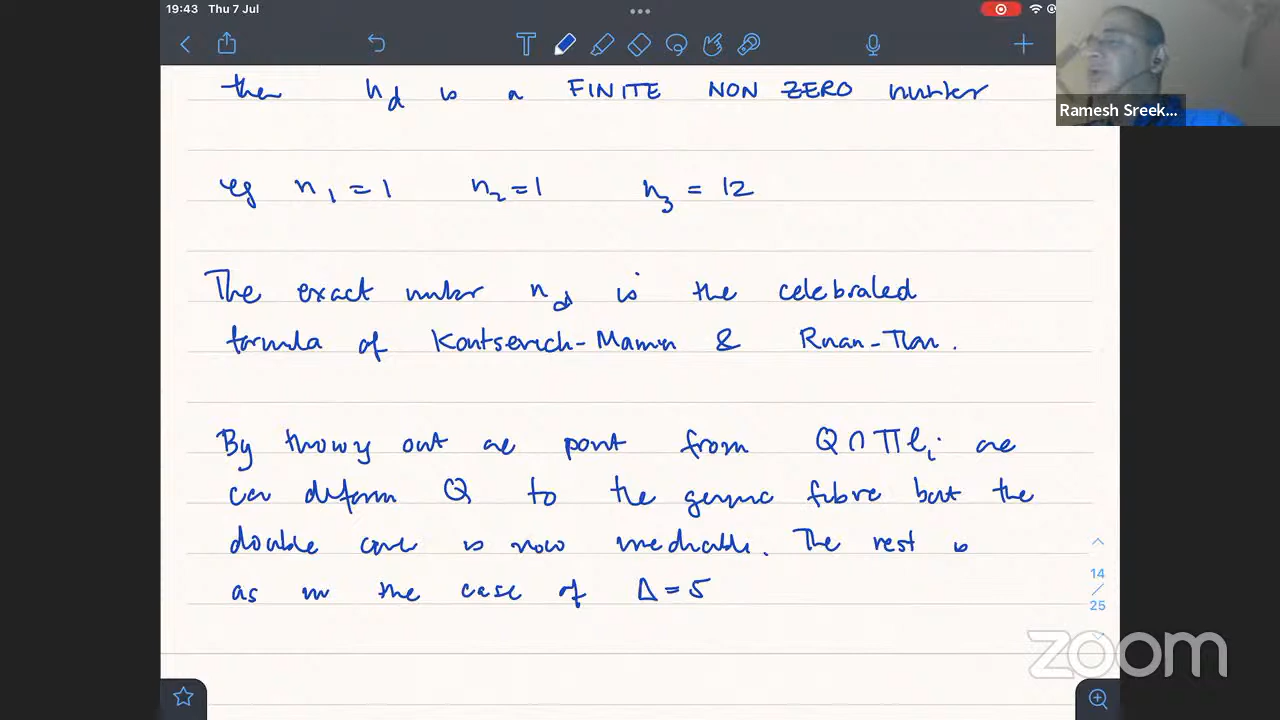 19:43 Thu 7 Jul
then n_d is a FINITE NON ZERO number
Ramesh Sreek...
eg n_1 = 1 n_2 = 1 n_3 = 12
The exact number n_d is the celebrated
formula of Kontsevich-Manin & Ruan-Tian.
By throwing out one point from Q ∩ Πℓ_i one
can deform Q to the generic fibre but the
double cover is now irreducible. The rest is
as in the case of Δ = 5
14
/
25
zoom